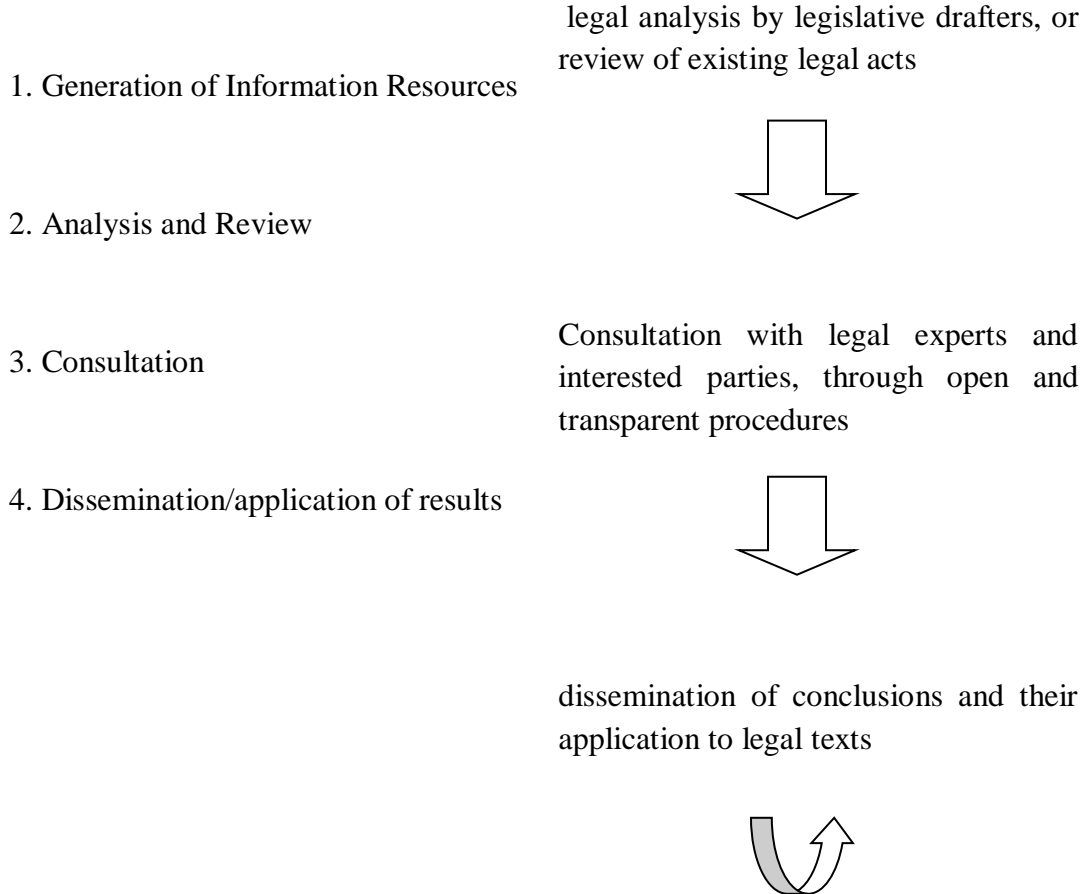 1. Generation of Information Resources
2. Analysis and Review
3. Consultation
4. Dissemination/application of results
legal analysis by legislative drafters, or
review of existing legal acts
Consultation with legal experts and
interested parties, through open and
transparent procedures
dissemination of conclusions and their
application to legal texts